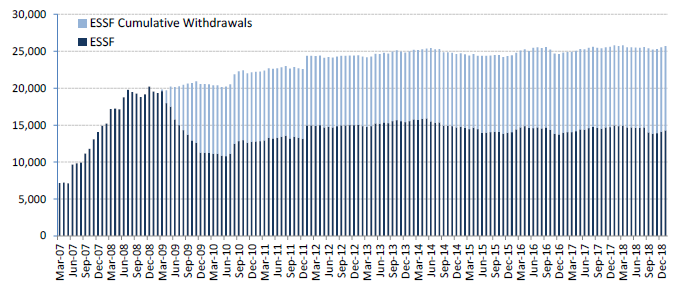 30,000
25,000
20,000
15,000
10,000
5,000
0
ESSF Cumulative Withdrawals
ESSF
Mar-07
Jun-07
Sep-07
Dec-07
Mar-08
Jun-08
Sep-08
Dec-08
Mar-09
Jun-09
Sep-09
Dec-09
Mar-10
Jun-10
Sep-10
Dec-10
Mar-11
Jun-11
Sep-11
Dec-11
Mar-12
Jun-12
Sep-12
Dec-12
Mar-13
Jun-13
Sep-13
Dec-13
Mar-14
Jun-14
Sep-14
Dec-14
Mar-15
Jun-15
Sep-15
Dec-15
Mar-16
Jun-16
Sep-16
Dec-16
Mar-17
Jun-17
Sep-17
Dec-17
Mar-18
Jun-18
Sep-18
Dec-18